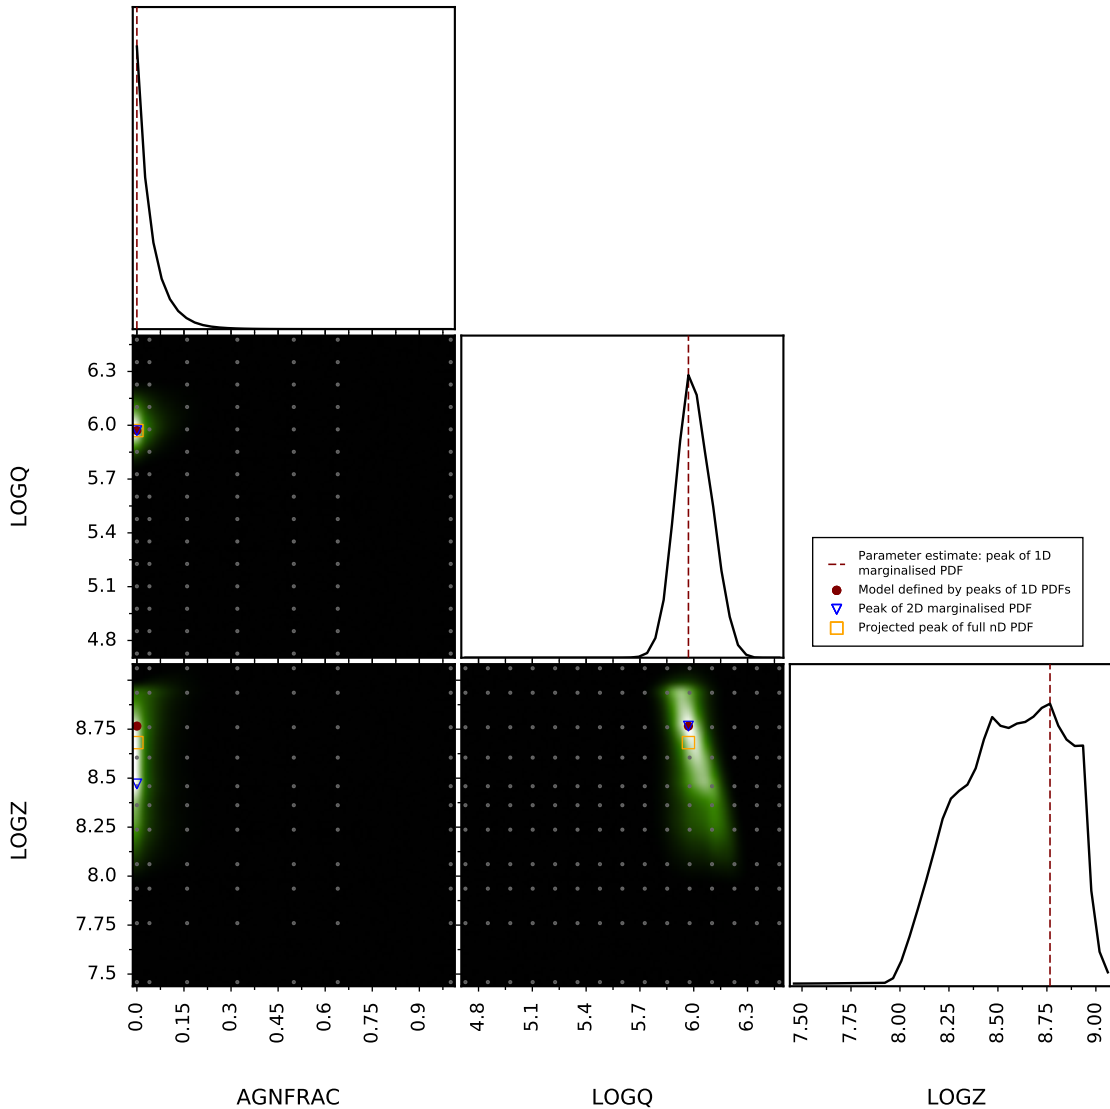 6.3
6.0
5.7
5.4
5.1
4.8
LOGQ
Parameter estimate: peak of 1D
marginalised PDF
Model defined by peaks of 1D PDFs
Peak of 2D marginalised PDF
Projected peak of full nD PDF
8.75
8.5
8.25
8.0
7.75
7.5
LOGZ
0.0 0.15 0.3 0.45 0.6 0.75 0.9
4.8 5.1 5.4 5.7 6.0 6.3
7.50 7.75 8.00 8.25 8.50 8.75 9.00
AGNFRAC LOGQ LOGZ